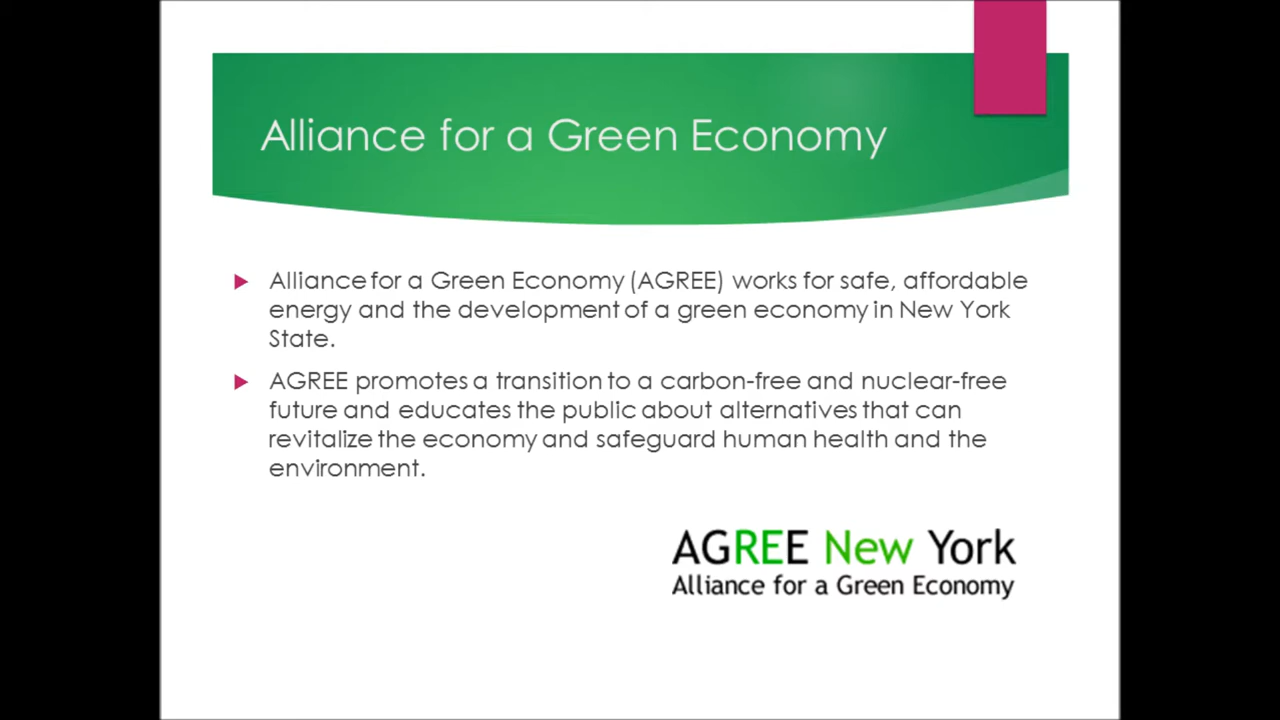 Alliance for a Green Economy
Alliance for a Green Economy (AGREE) works for safe, affordable
energy and the development of a green economy in New York
State.
AGREE promotes a transition to a carbon-free and nuclear-free
future and educates the public about alternatives that can
revitalize the economy and safeguard human health and the
environment.
AGREE New York
Alliance for a Green Economy